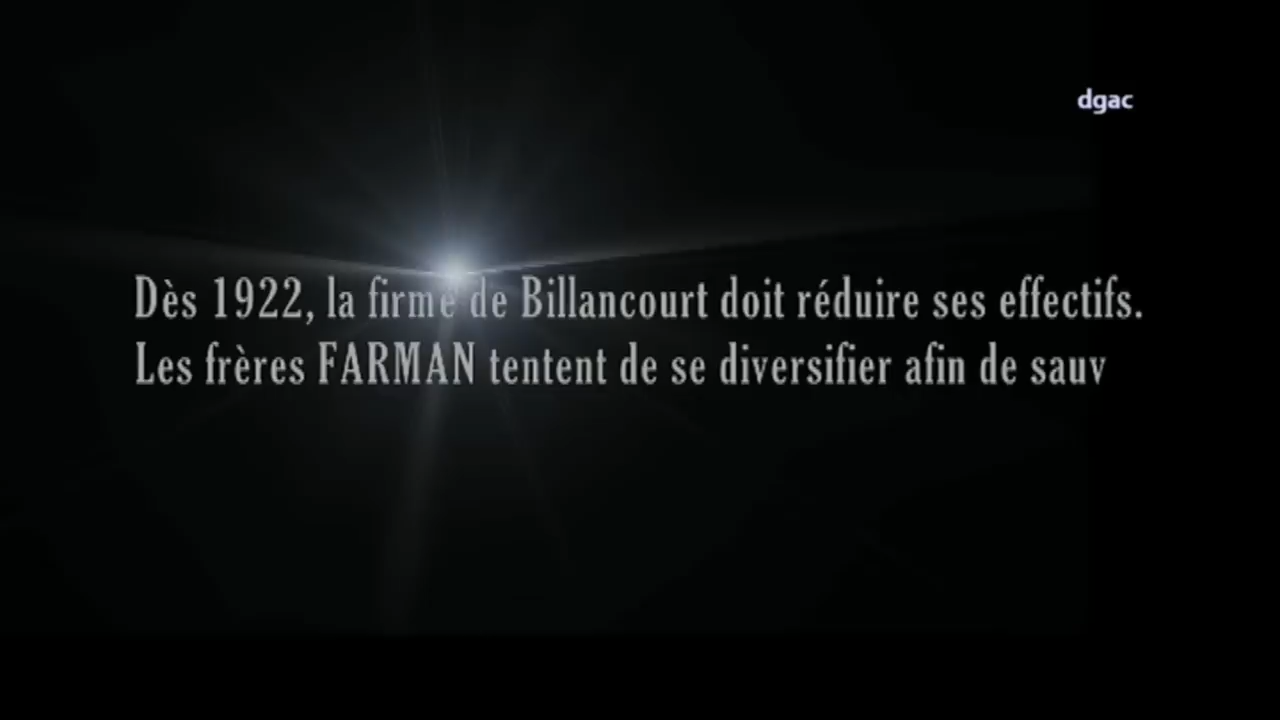 dgac
Dès 1922, la firme de Billancourt doit réduire ses effectifs.
Les frères FARMAN tentent de se diversifier afin de sauv